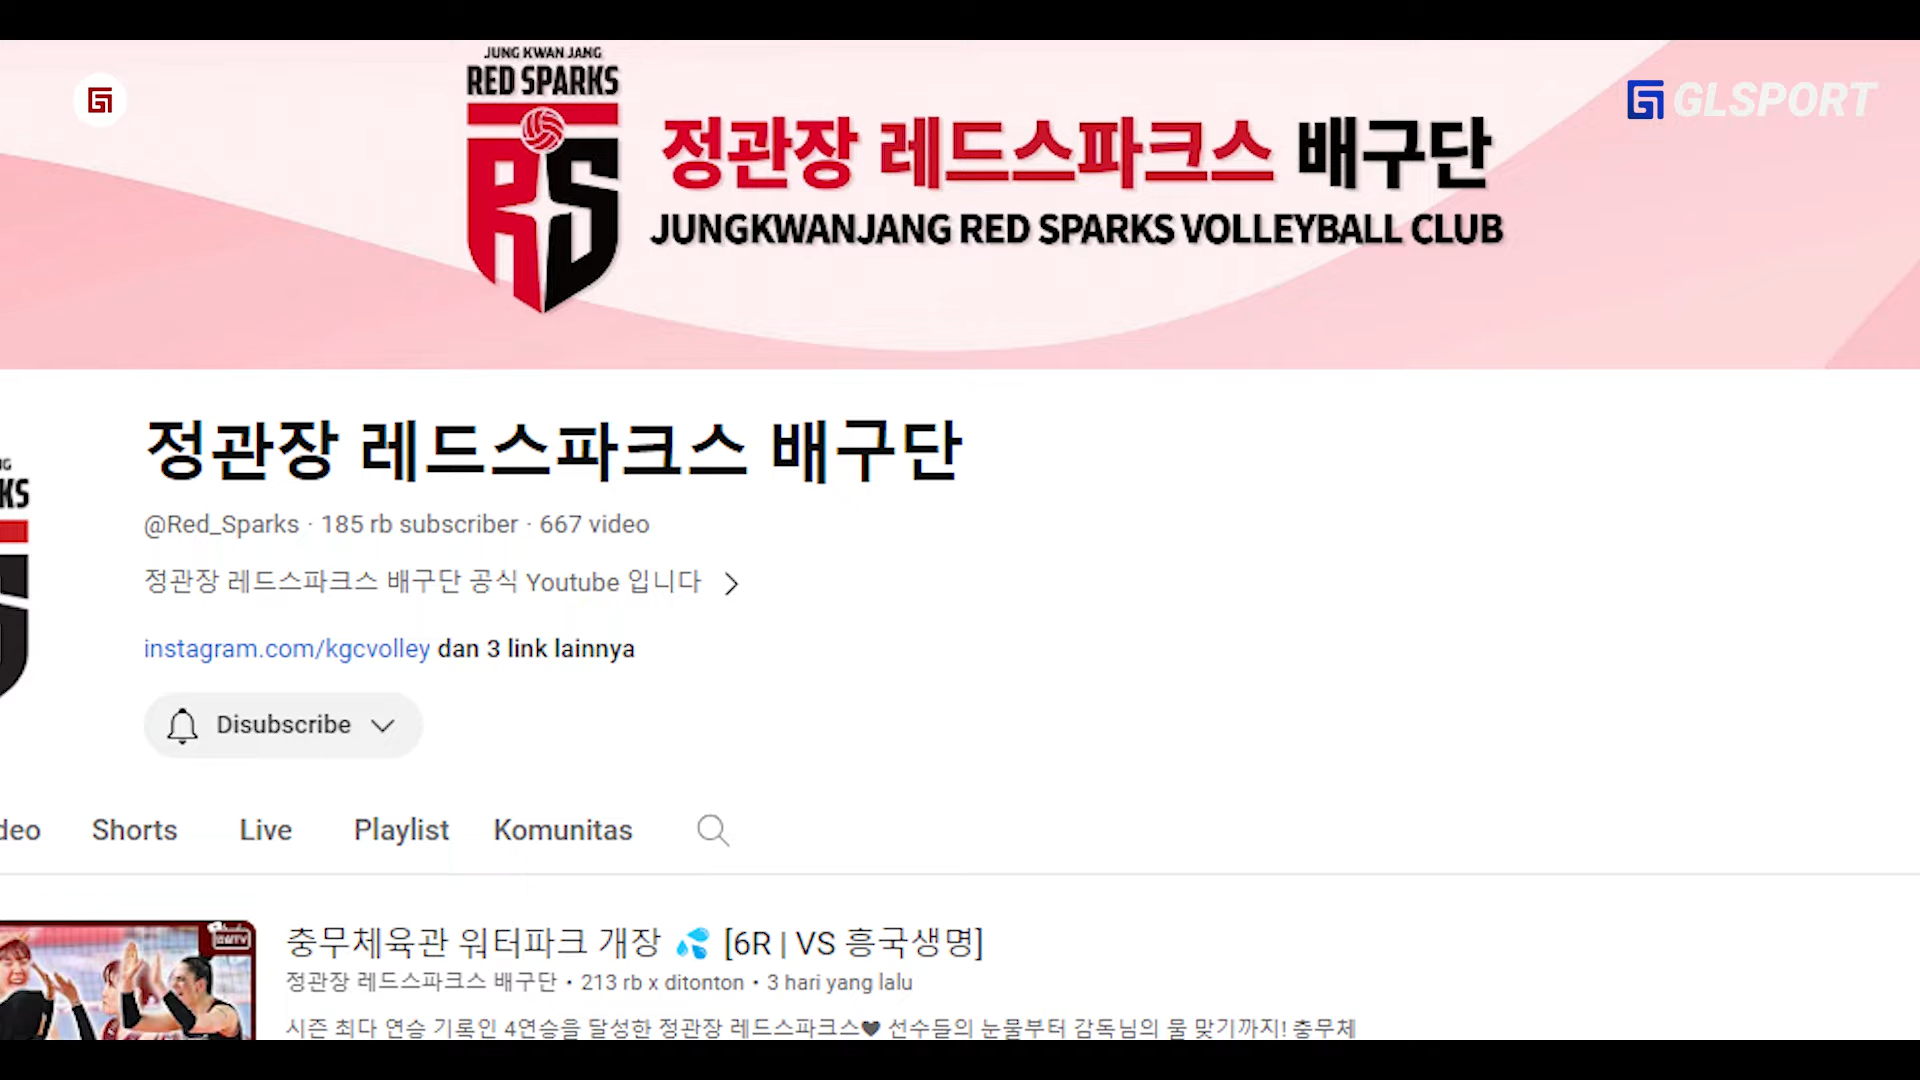 JUNG KWAN JANG
RED SPARKS
RS
정관장 레드스파크스 배구단
JUNGKWANJANG RED SPARKS VOLLEYBALL CLUB
GLSPORT
정관장 레드스파크스 배구단
KS
@Red_Sparks · 185 rb subscriber · 667 video
정관장 레드스파크스 배구단 공식 Youtube 입니다
instagram.com/kgcvolley dan 3 link lainnya
Disubscribe
deo Shorts Live Playlist Komunitas
충무체육관 워터파크 개장 💦 [6R | VS 흥국생명]
정관장 레드스파크스 배구단 • 213 rb x ditonton • 3 hari yang lalu
시즌 최다 연승 기록인 4연승을 달성한 정관장 레드스파크스♥ 선수들의 눈물부터 감독님의 물 맞기까지! 충무체